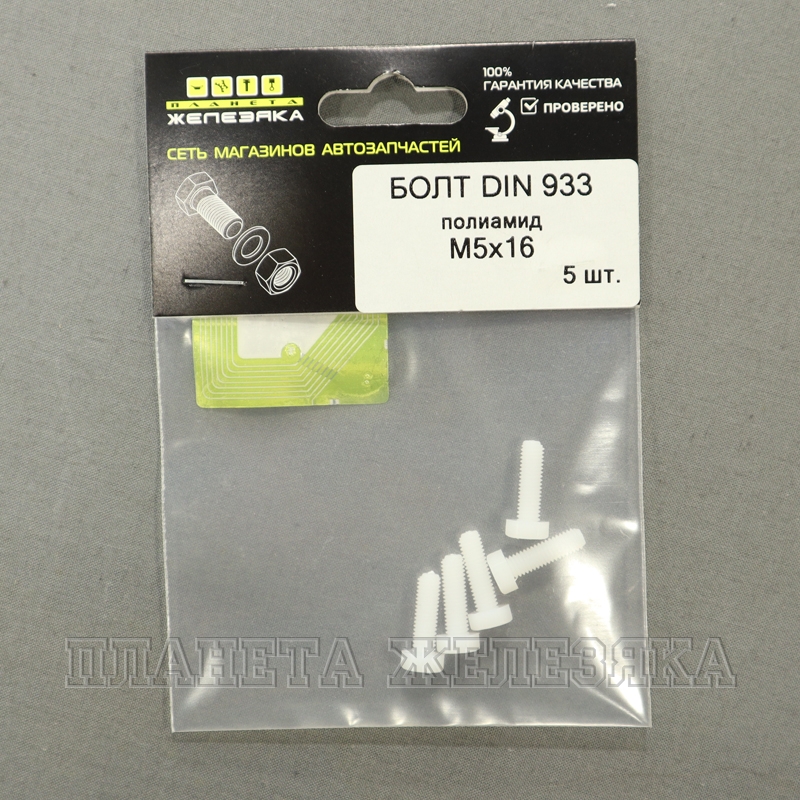 ПЛАНЕТА
ЖЕЛЕЗЯКА
СЕТЬ МАГАЗИНОВ АВТОЗАПЧАСТЕЙ
100%
ГАРАНТИЯ КАЧЕСТВА
ПРОВЕРЕНО
БОЛТ DIN 933
полиамид
М5х16
5 шт.
ПЛАНЕТА ЖЕЛЕЗЯКА